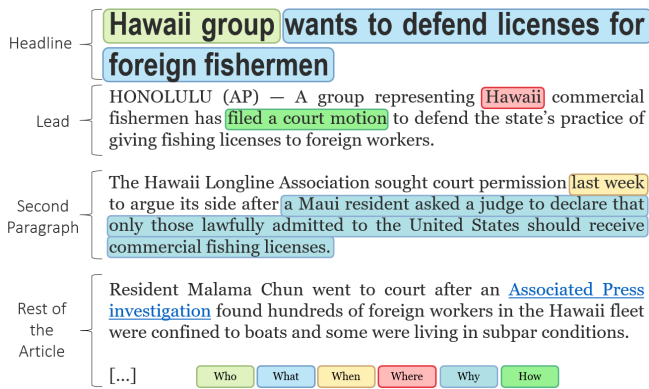 Headline
Hawaii group wants to defend licenses for
foreign fishermen
Lead
HONOLULU (AP) — A group representing Hawaii commercial
fishermen has filed a court motion to defend the state's practice of
giving fishing licenses to foreign workers.
Second
Paragraph
The Hawaii Longline Association sought court permission last week
to argue its side after a Maui resident asked a judge to declare that
only those lawfully admitted to the United States should receive
commercial fishing licenses.
Rest of
the
Article
Resident Malama Chun went to court after an Associated Press
investigation found hundreds of foreign workers in the Hawaii fleet
were confined to boats and some were living in subpar conditions.
[...]
Who What When Where Why How